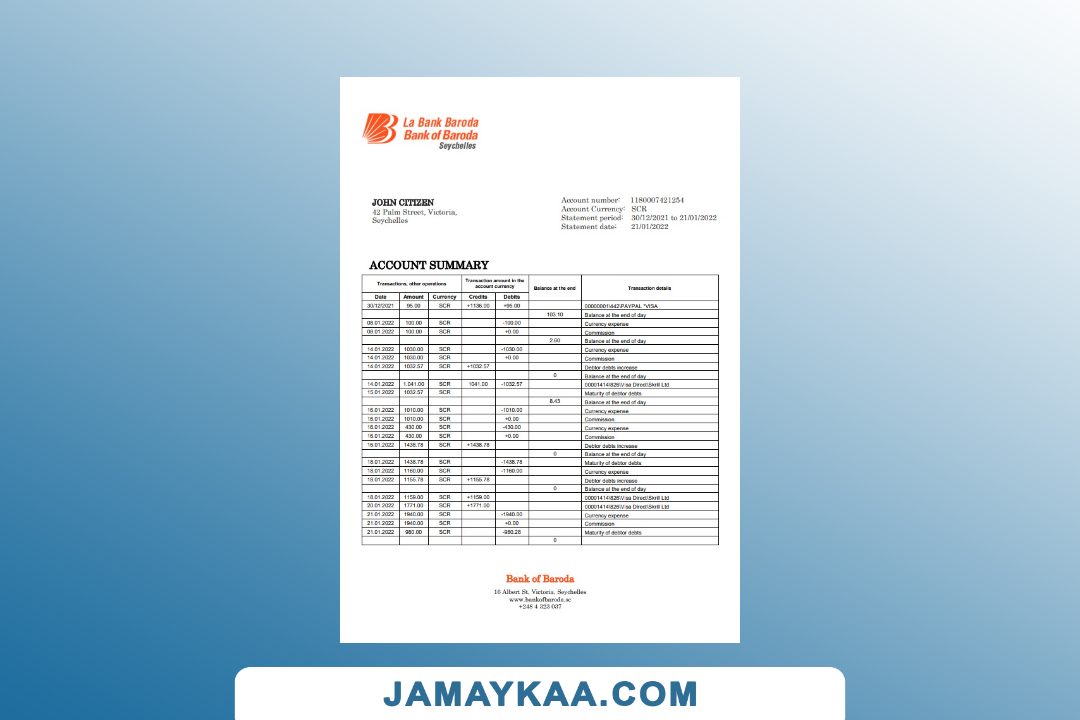 La Bank Baroda
Bank of Baroda
Seychelles
JOHN CITIZEN
42 Palm Street, Victoria,
Seychelles
Account number: 1180007421254
Account Currency: SCR
Statement period: 30/12/2021 to 21/01/2022
Statement date: 21/01/2022
ACCOUNT SUMMARY
Transactions, other operations Transaction amount in the account currency Balance at the end Transaction details
Date Amount Currency Credits Debits
30/12/2021 95.00 SCR +1136.00 +95.00 00000001\442\PAYPAL *VISA
103.10 Balance at the end of day
08.01.2022 100.00 SCR -100.00 Currency expense
08.01.2022 100.00 SCR +0.00 Commission
2.60 Balance at the end of day
14.01.2022 1030.00 SCR -1030.00 Currency expense
14.01.2022 1030.00 SCR +0.00 Commission
14.01.2022 1032.57 SCR +1032.57 Debtor debts increase
0 Balance at the end of day
14.01.2022 1.041.00 SCR 1041.00 -1032.57 00001414\826\Visa Direct\Skrill Ltd
15.01.2022 1032.57 SCR Maturity of debtor debts
8.43 Balance at the end of day
16.01.2022 1010.00 SCR -1010.00 Currency expense
16.01.2022 1010.00 SCR +0.00 Commission
16.01.2022 430.00 SCR -430.00 Currency expense
16.01.2022 430.00 SCR +0.00 Commission
16.01.2022 1438.78 SCR +1438.78 Debtor debts increase
0 Balance at the end of day
18.01.2022 1438.78 SCR -1438.78 Maturity of debtor debts
18.01.2022 1160.00 SCR -1160.00 Currency expense
18.01.2022 1155.78 SCR +1155.78 Debtor debts increase
0 Balance at the end of day
18.01.2022 1159.00 SCR +1159.00 00001414\826\Visa Direct\Skrill Ltd
20.01.2022 1771.00 SCR +1771.00 00001414\826\Visa Direct\Skrill Ltd
21.01.2022 1940.00 SCR -1940.00 Currency expense
21.01.2022 1940.00 SCR +0.00 Commission
21.01.2022 980.00 SCR -980.28 Maturity of debtor debts
0
Bank of Baroda
16 Albert St, Victoria, Seychelles
www.bankofbaroda.sc
+248 4 323 037
JAMAYKAA.COM